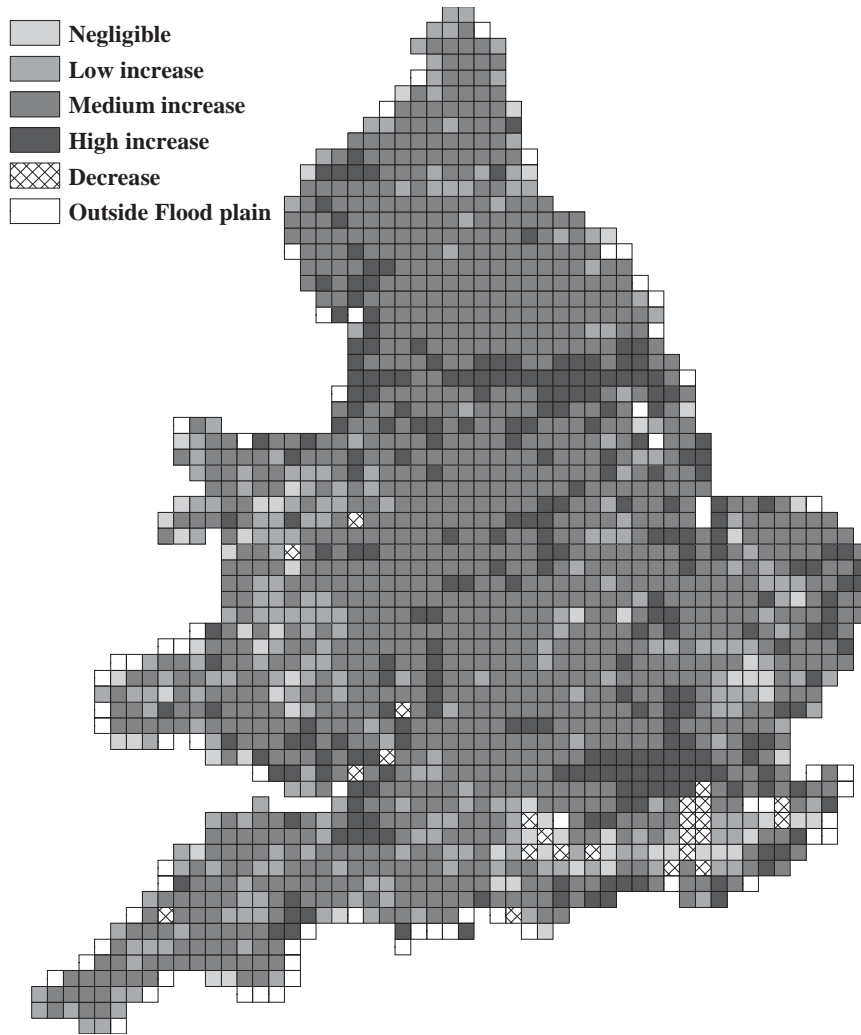 Negligible
Low increase
Medium increase
High increase
Decrease
Outside Flood plain